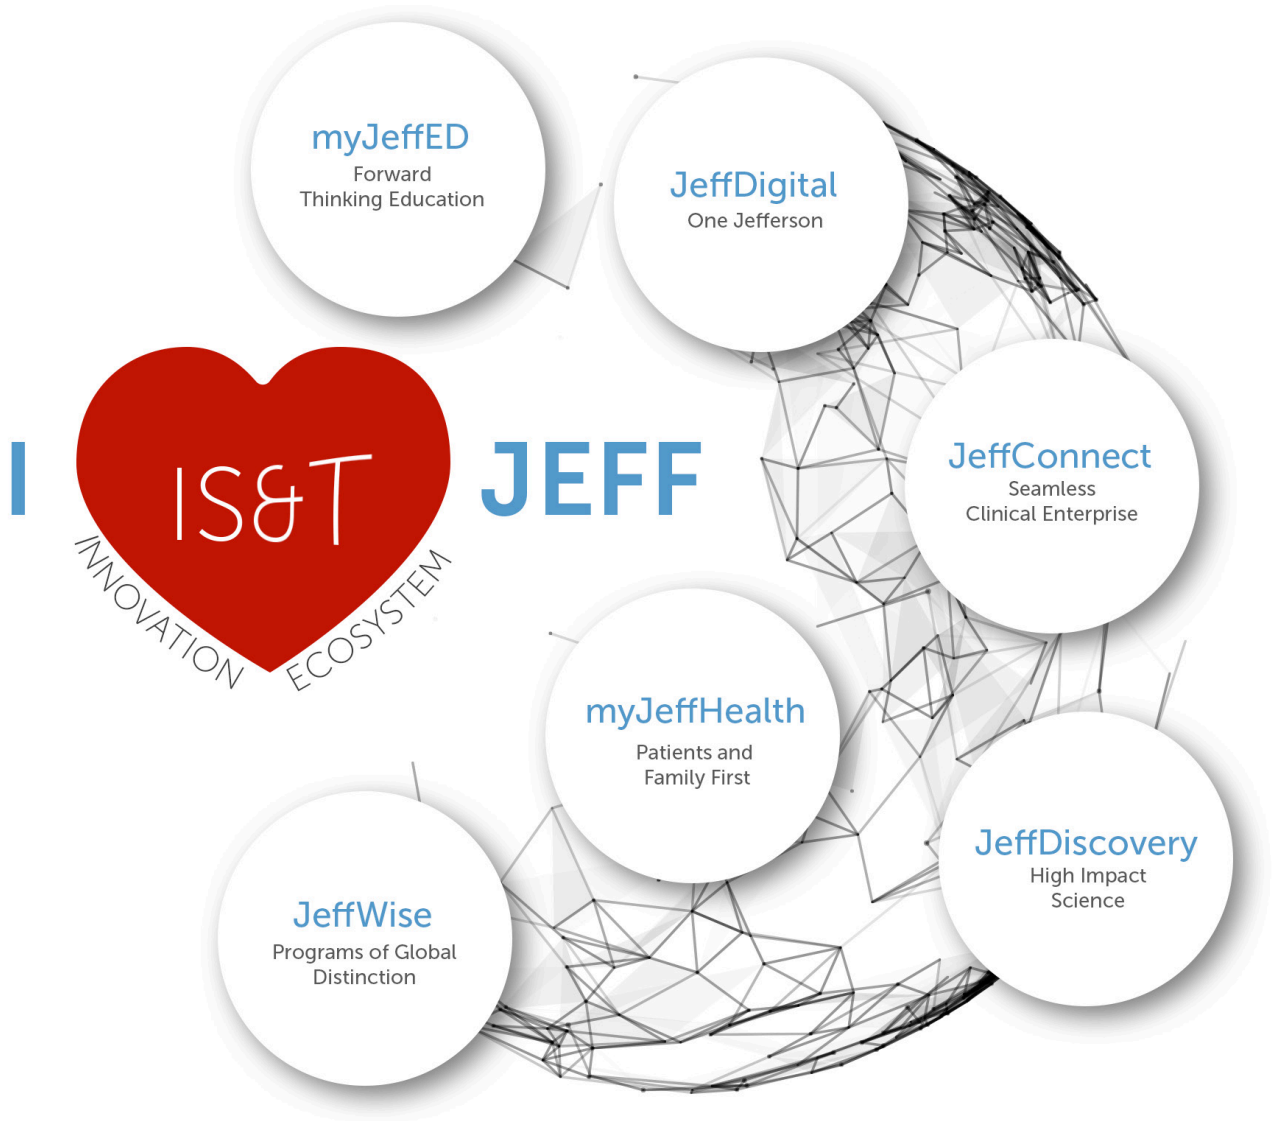 myJeffED
Forward
Thinking Education
JeffDigital
One Jefferson
I
IS&T
JEFF
INNOVATION
ECOSYSTEM
JeffConnect
Seamless
Clinical Enterprise
myJeffHealth
Patients and
Family First
JeffDiscovery
High Impact
Science
JeffWise
Programs of Global
Distinction